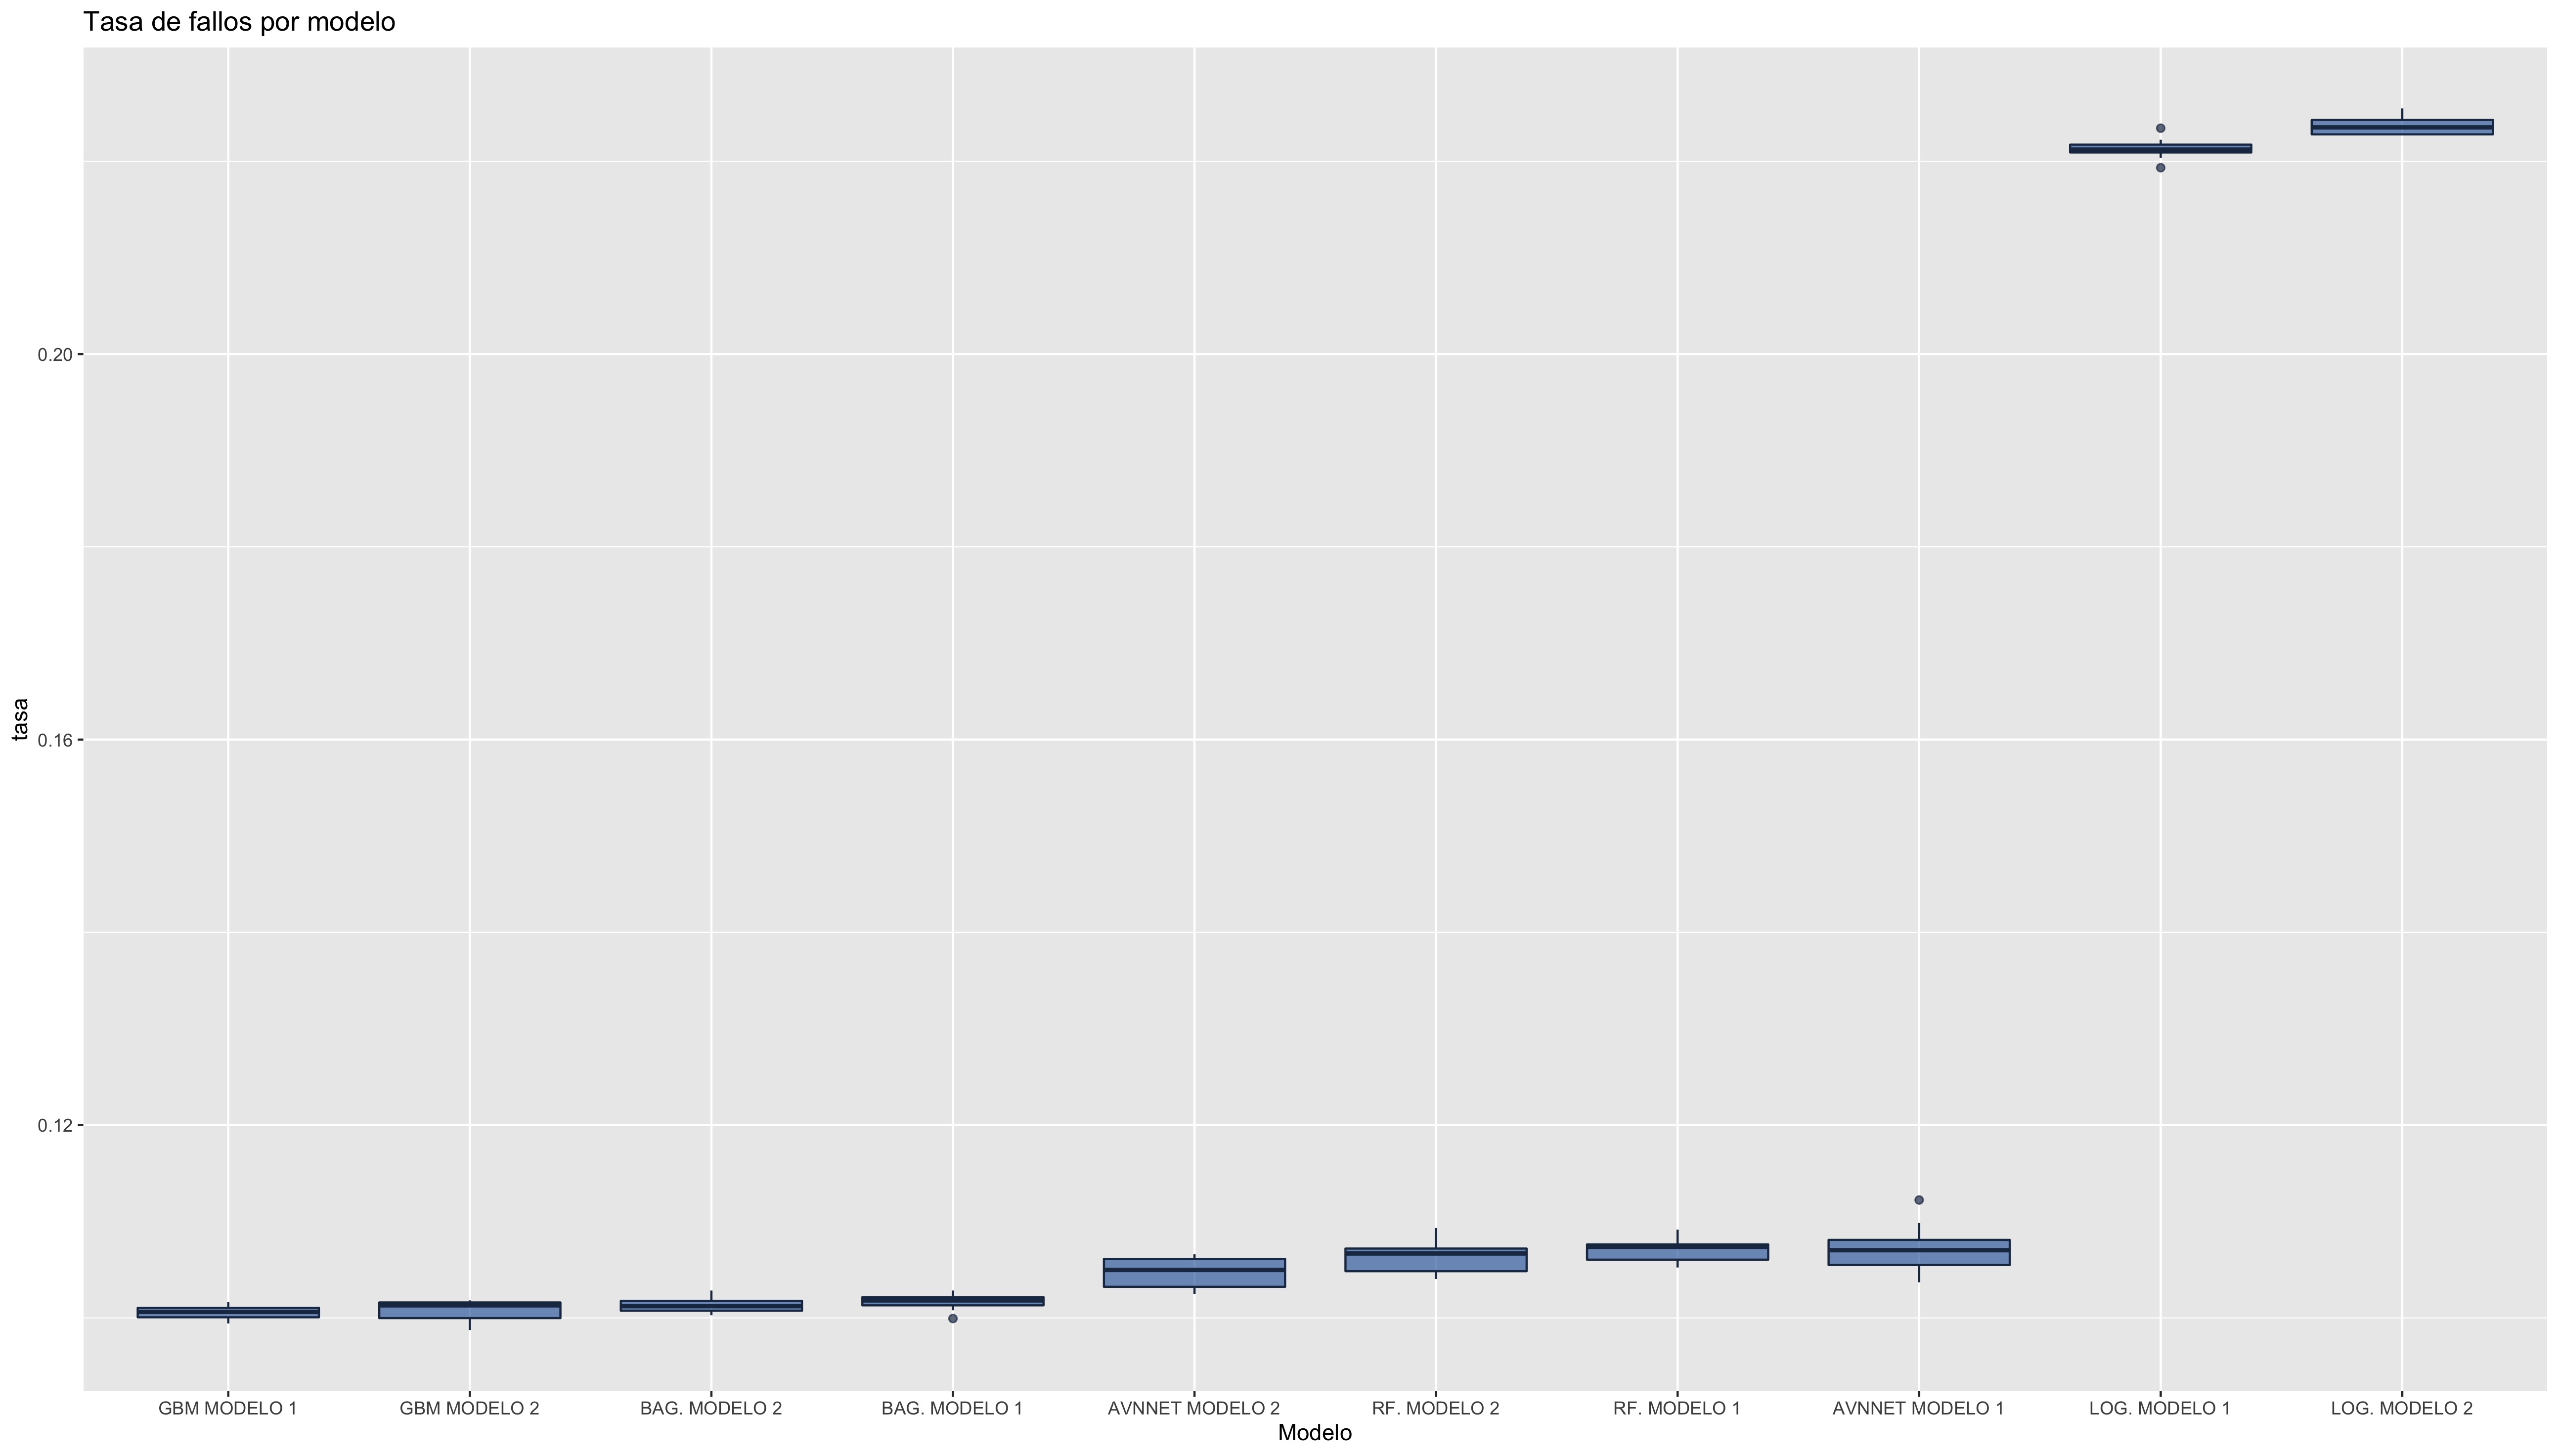 Tasa de fallos por modelo
tasa
0.20
0.16
0.12
GBM MODELO 1
GBM MODELO 2
BAG. MODELO 2
BAG. MODELO 1
AVNNET MODELO 2
RF. MODELO 2
RF. MODELO 1
AVNNET MODELO 1
LOG. MODELO 1
LOG. MODELO 2
Modelo